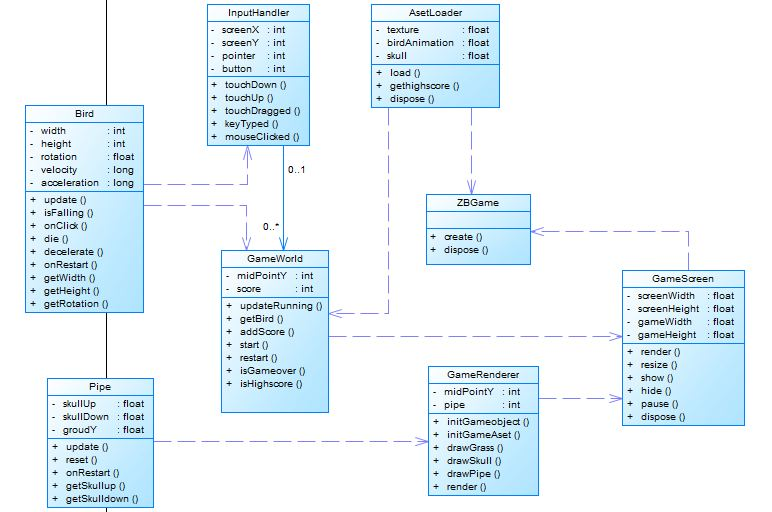 InputHandler
- screenX : int
- screenY : int
- pointer : int
- button : int
+ touchDown ()
+ touchUp ()
+ touchDragged ()
+ keyTyped ()
+ mouseClicked ()
AsetLoader
- texture : float
- birdAnimation : float
- skull : float
+ load ()
+ gethighscore ()
+ dispose ()
Bird
- width : int
- height : int
- rotation : float
- velocity : long
- acceleration : long
+ update ()
+ isFalling ()
+ onClick ()
+ die ()
+ decelerate ()
+ onRestart ()
+ getWidth ()
+ getHeight ()
+ getRotation ()
0..1
0..*
ZBGame
+ create ()
+ dispose ()
GameWorld
- midPointY : int
- score : int
+ updateRunning ()
+ getBird ()
+ addScore ()
+ start ()
+ restart ()
+ isGameover ()
+ isHighscore ()
GameScreen
- screenWidth : float
- screenHeight : float
- gameWidth : float
- gameHeight : float
+ render ()
+ resize ()
+ show ()
+ hide ()
+ pause ()
+ dispose ()
Pipe
- skullUp : float
- skullDown : float
- groudY : float
+ update ()
+ reset ()
+ onRestart ()
+ getSkullup ()
+ getSkulldown ()
GameRenderer
- midPointY : int
- pipe : int
+ initGameobject ()
+ initGameAset ()
+ drawGrass ()
+ drawSkull ()
+ drawPipe ()
+ render ()